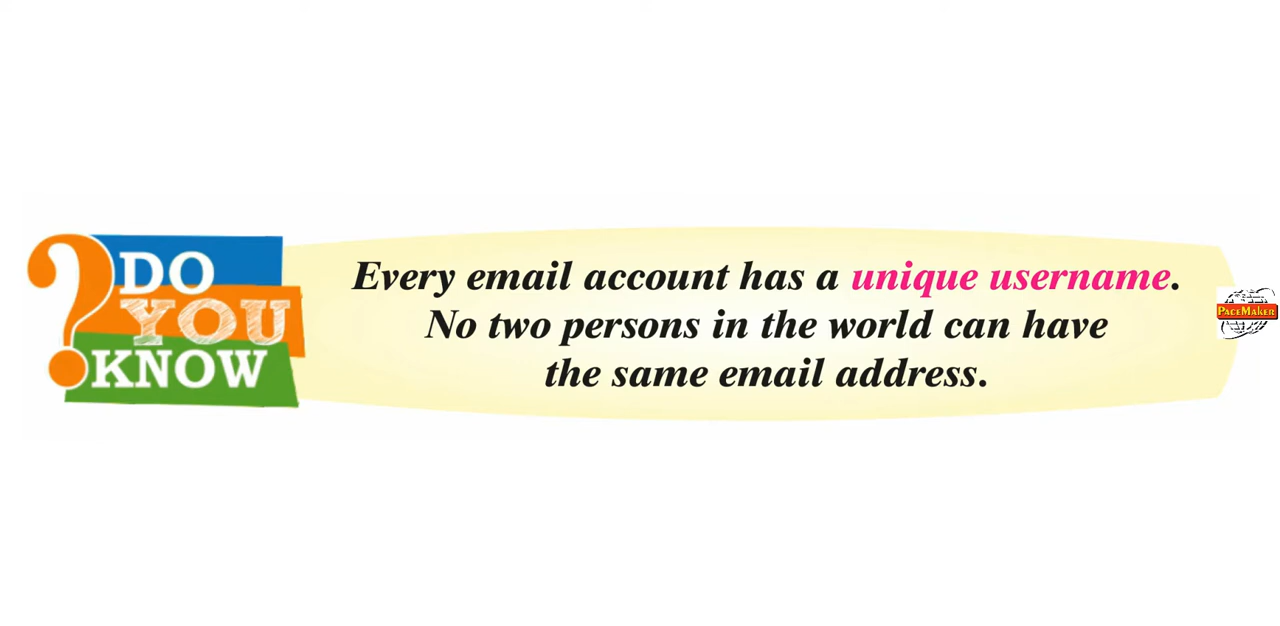 ?
DO
YOU
KNOW
Every email account has a unique username.
No two persons in the world can have
the same email address.
PACEMAKER